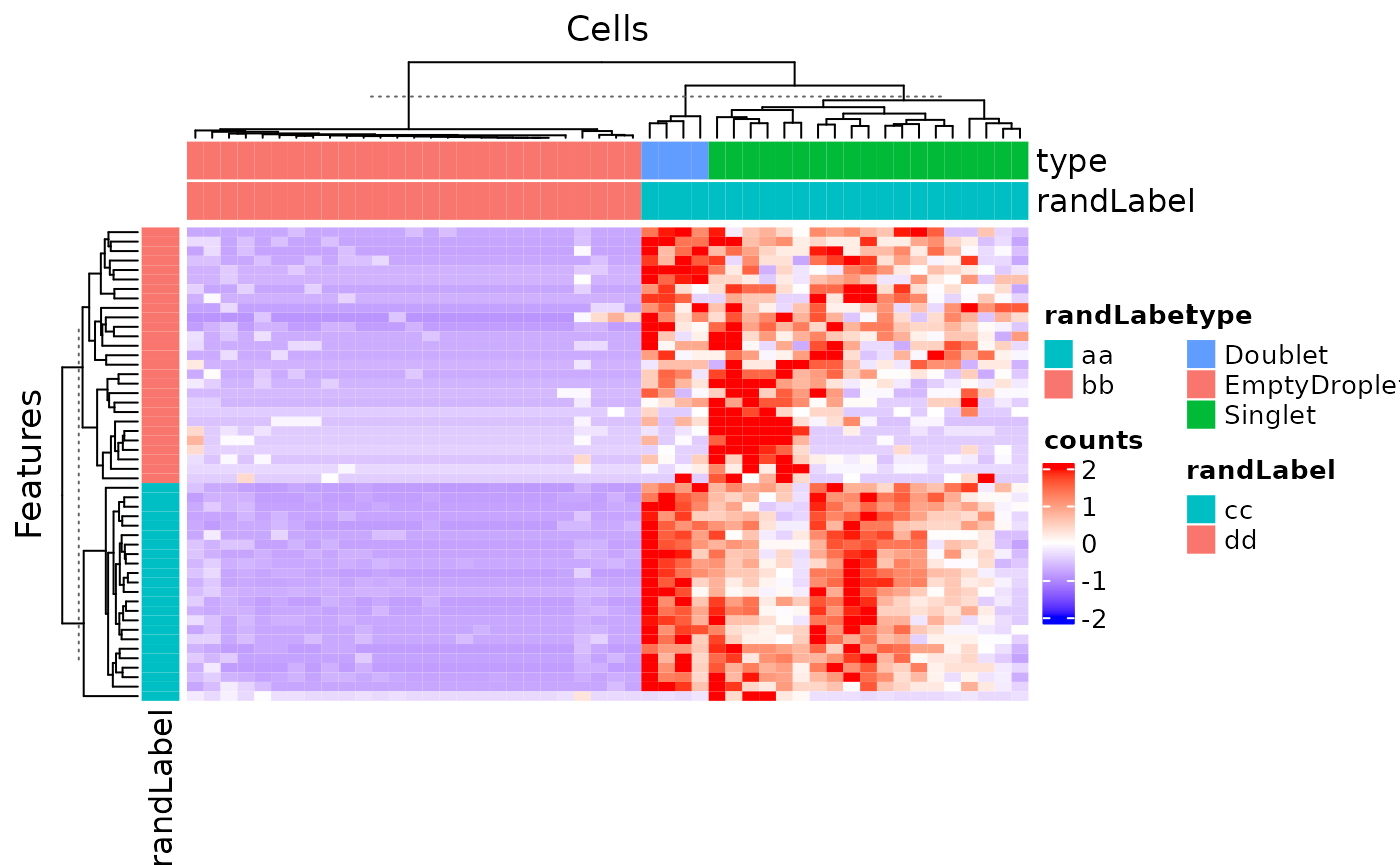 Cells
type
randLabel
Features
randLabel
randLabel
aa
bb
counts
2
1
0
-1
-2
type
Doublet
EmptyDroplet
Singlet
randLabel
cc
dd